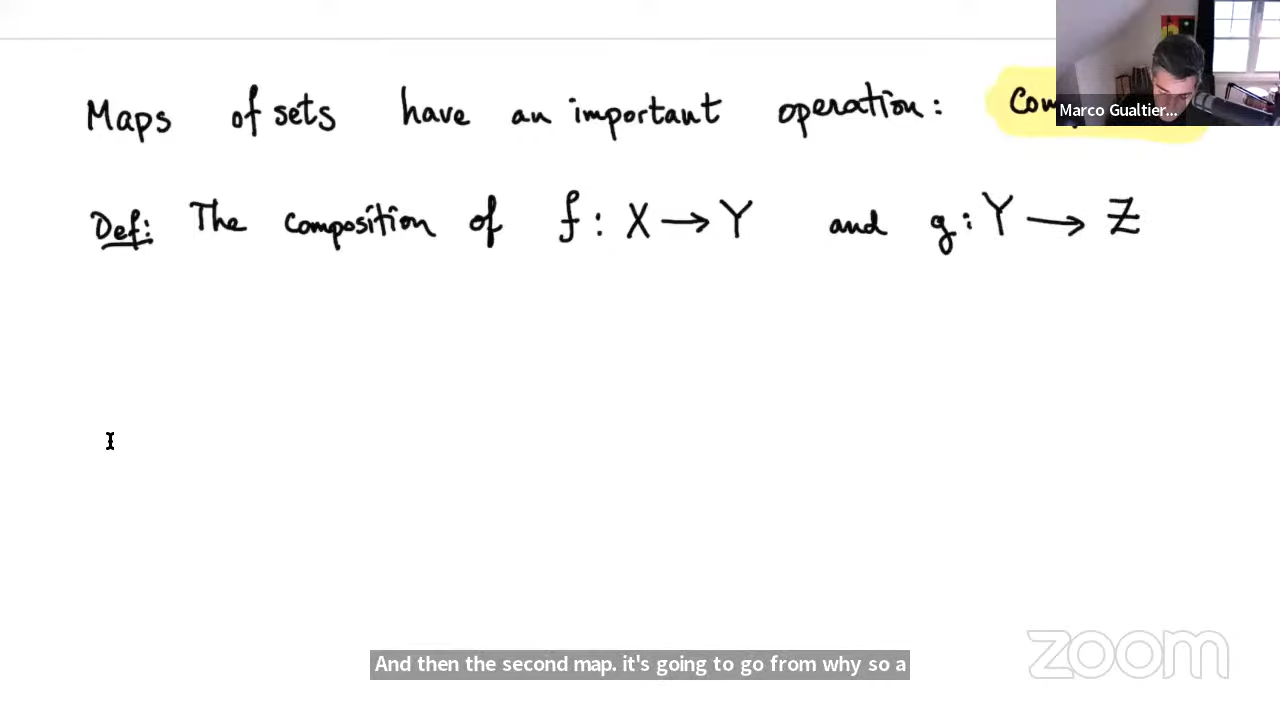 Maps of sets have an important operation:
Marco Gualtier...
Def: The composition of f : X → Y and g : Y → Z
And then the second map. it's going to go from why so a
zoom